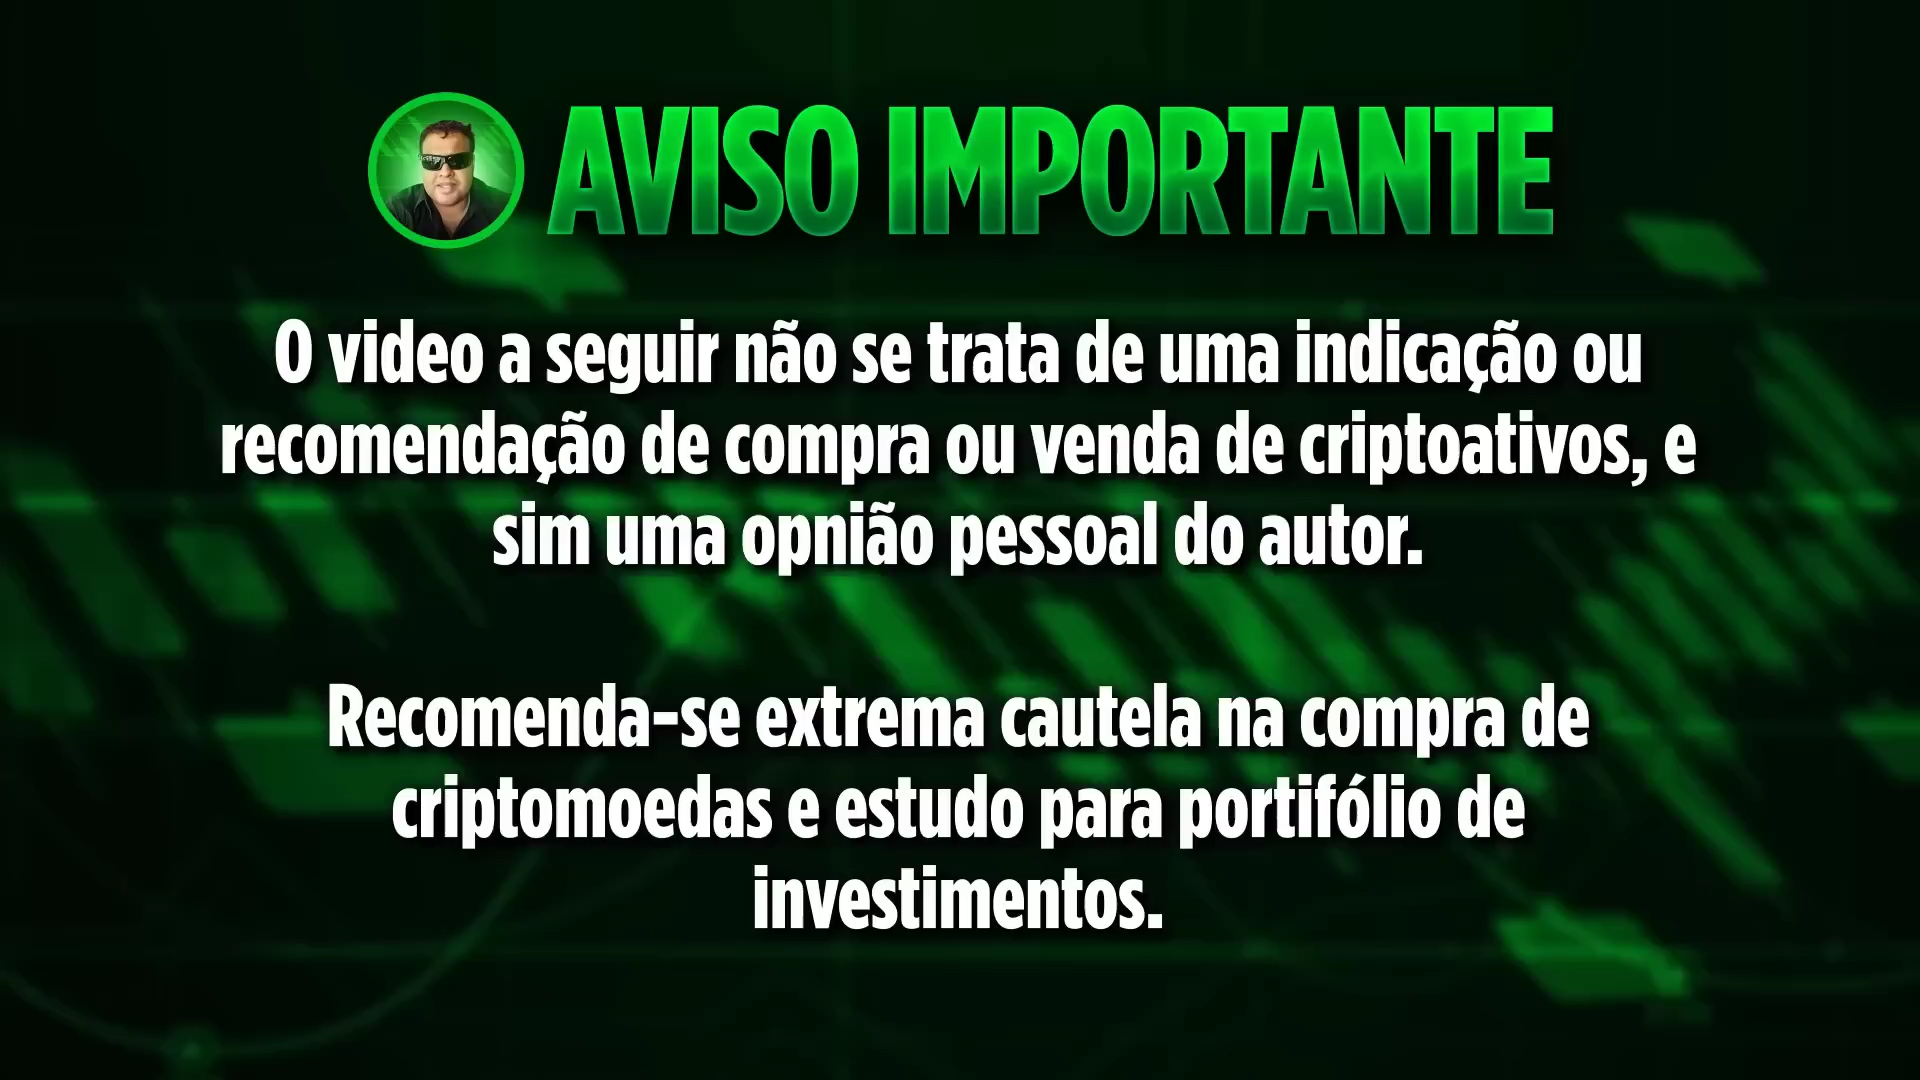 AVISO IMPORTANTE
O video a seguir não se trata de uma indicação ou
recomendação de compra ou venda de criptoativos, e
sim uma opnião pessoal do autor.
Recomenda-se extrema cautela na compra de
criptomoedas e estudo para portifólio de
investimentos.